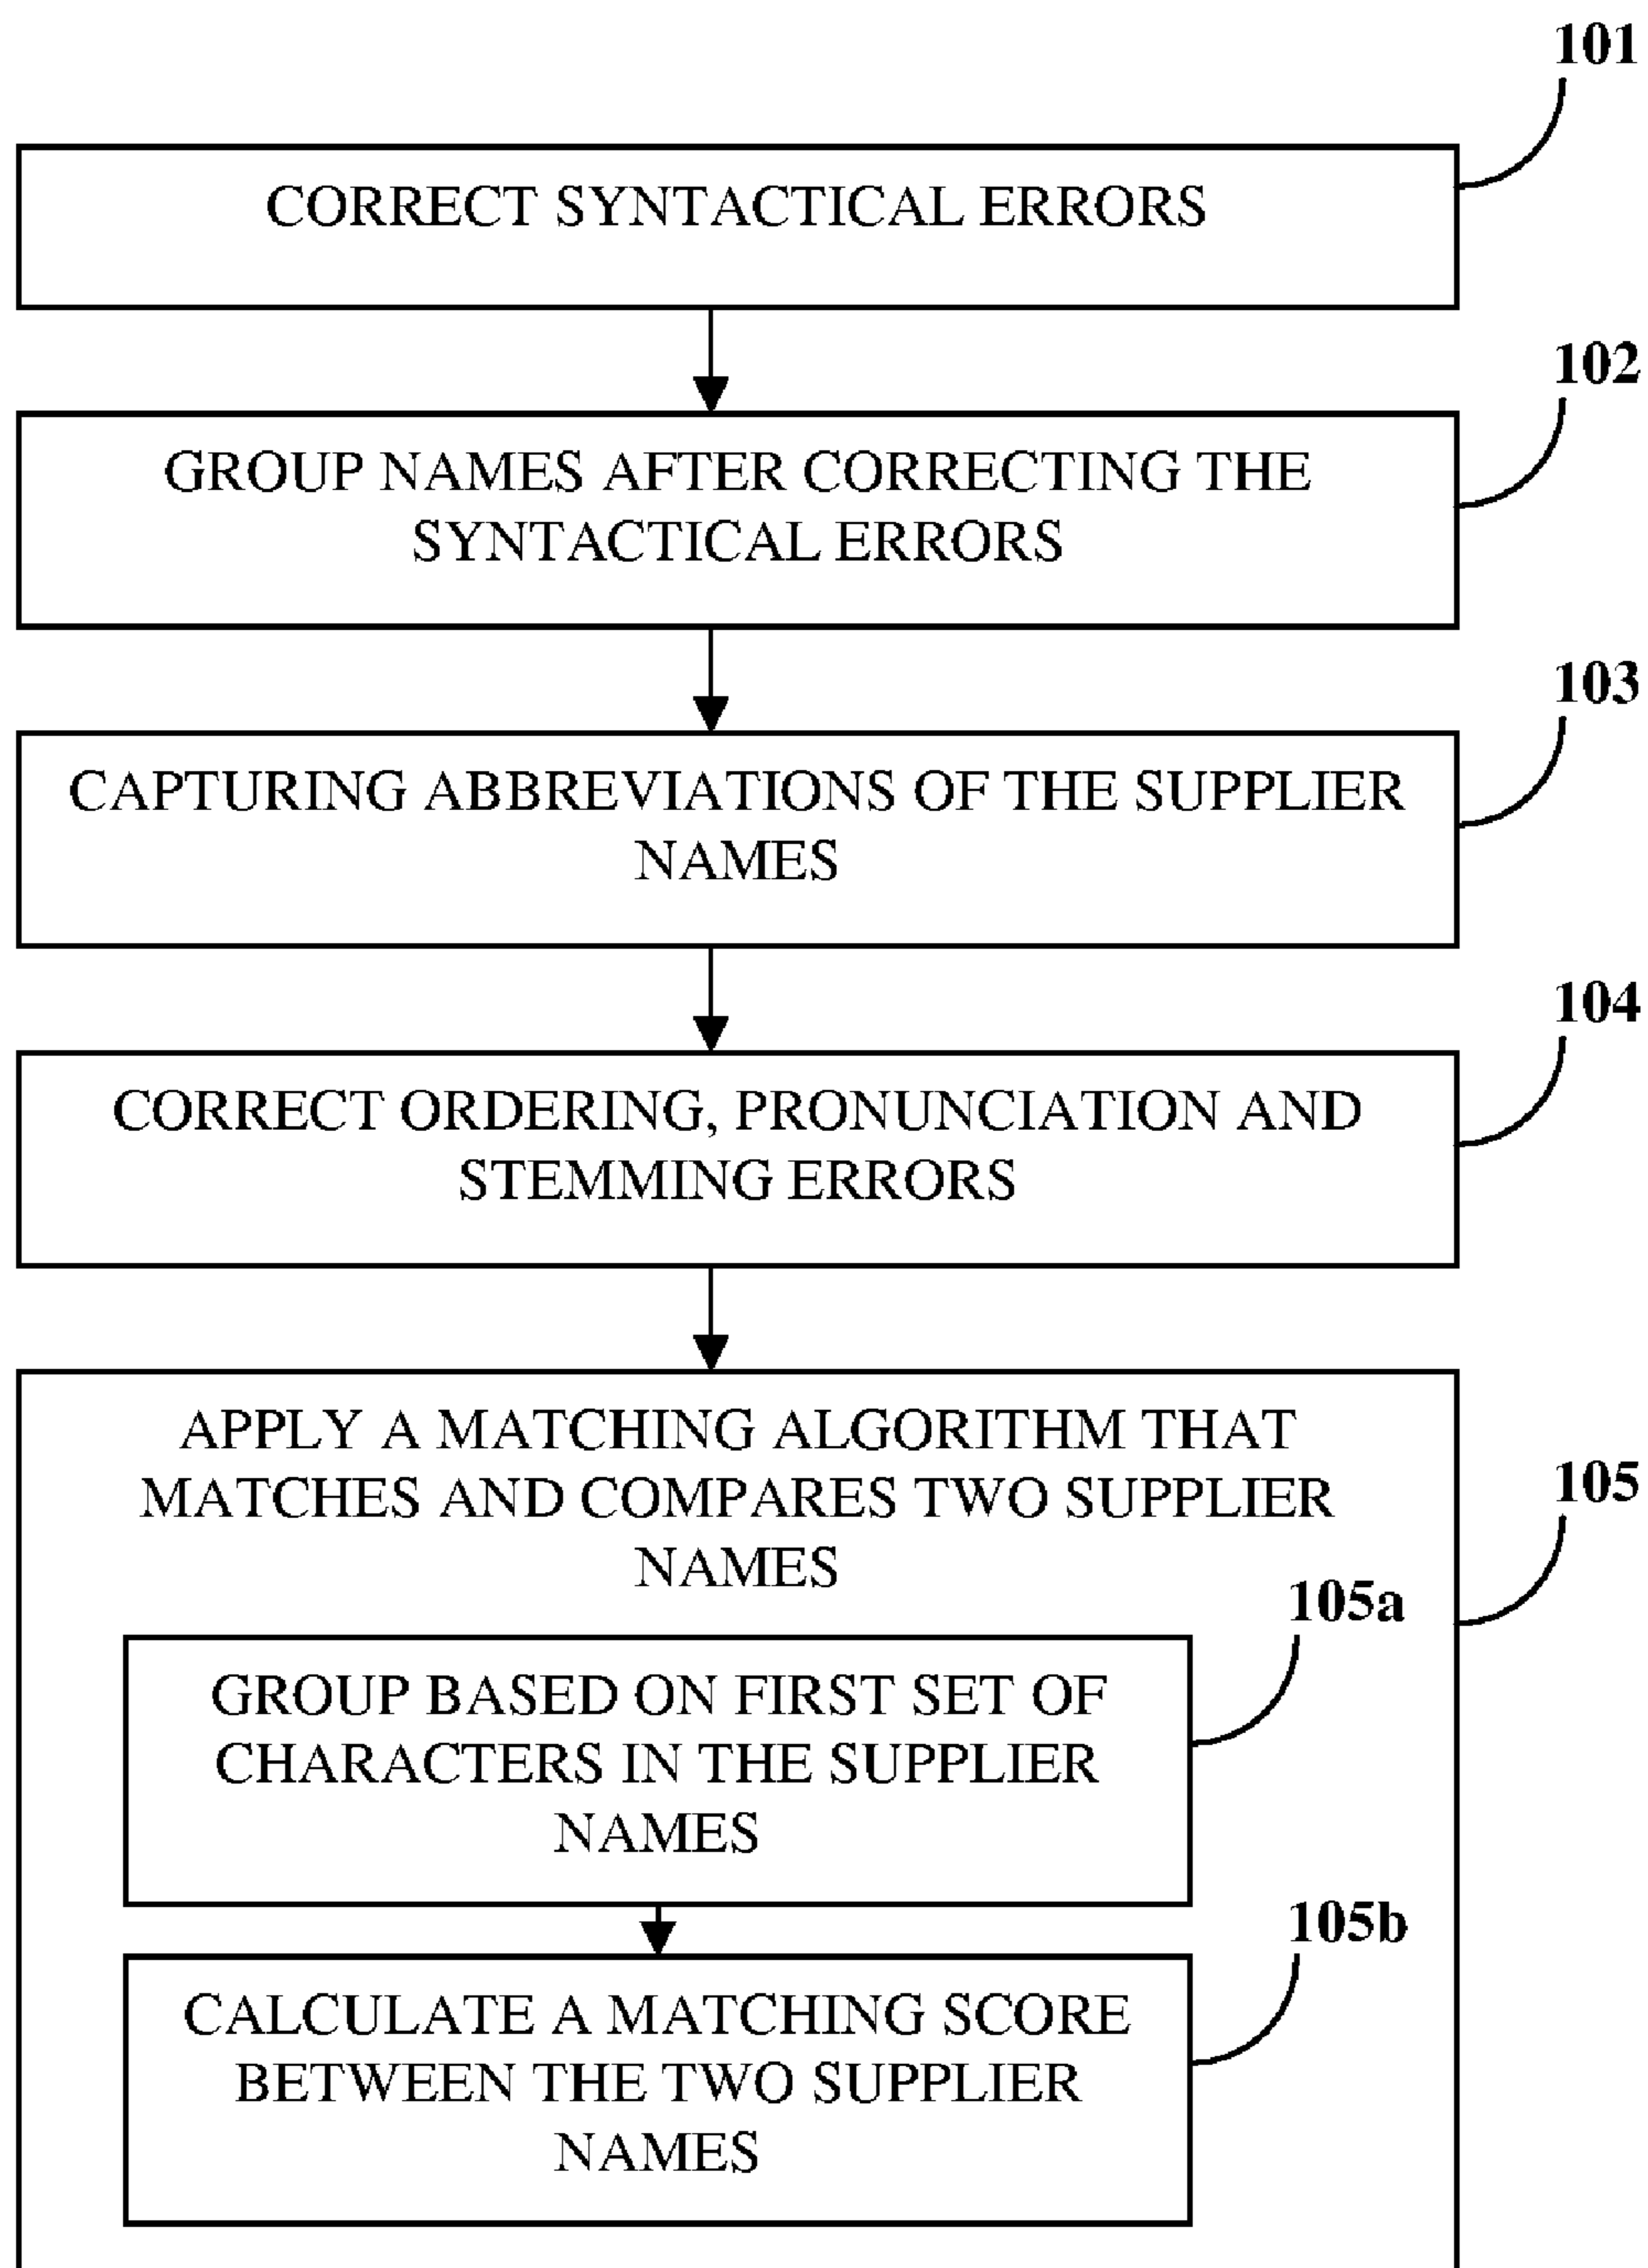 101
CORRECT SYNTACTICAL ERRORS
102
GROUP NAMES AFTER CORRECTING THE
SYNTACTICAL ERRORS
103
CAPTURING ABBREVIATIONS OF THE SUPPLIER
NAMES
104
CORRECT ORDERING, PRONUNCIATION AND
STEMMING ERRORS
APPLY A MATCHING ALGORITHM THAT
MATCHES AND COMPARES TWO SUPPLIER
NAMES
105
105a
GROUP BASED ON FIRST SET OF
CHARACTERS IN THE SUPPLIER
NAMES
105b
CALCULATE A MATCHING SCORE
BETWEEN THE TWO SUPPLIER
NAMES